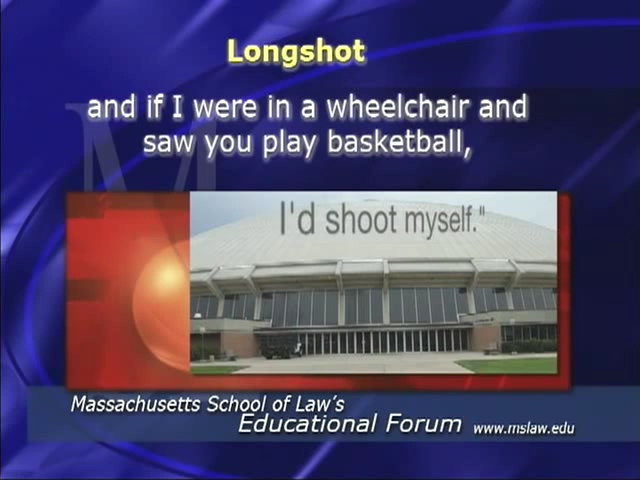 Longshot
and if I were in a wheelchair and
saw you play basketball,
I'd shoot myself."
M
Massachusetts School of Law's
Educational Forum www.mslaw.edu